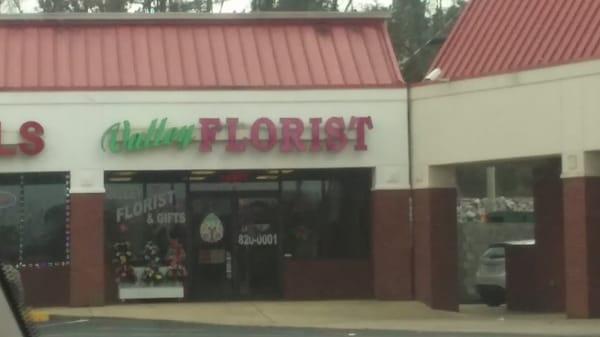 LS
Valley FLORIST
FLORIST
& GIFTS
820-0001